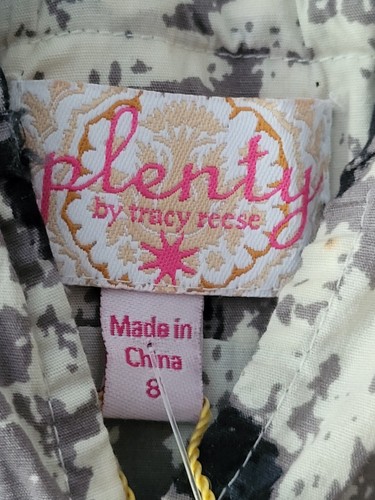 plenty
by tracy reese
Made in
China
8